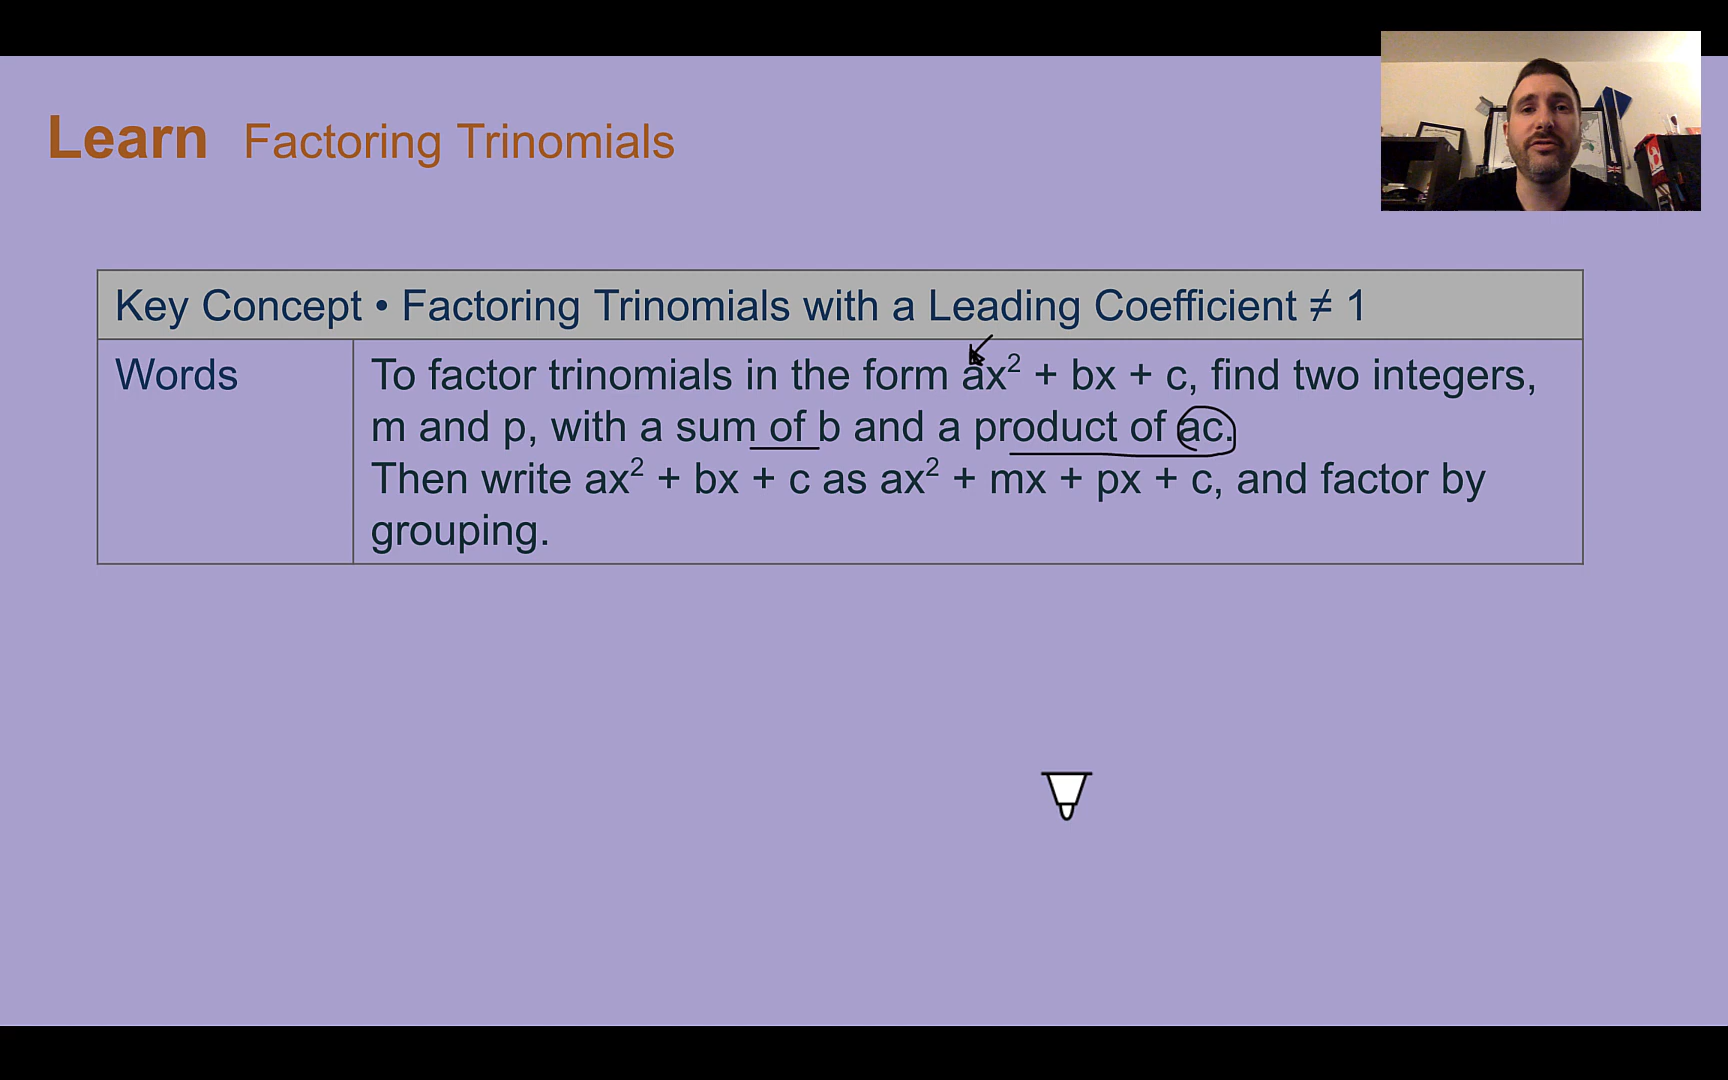 Learn Factoring Trinomials
Key Concept • Factoring Trinomials with a Leading Coefficient ≠ 1
Words
To factor trinomials in the form ax² + bx + c, find two integers,
m and p, with a sum of b and a product of ac.
Then write ax² + bx + c as ax² + mx + px + c, and factor by
grouping.